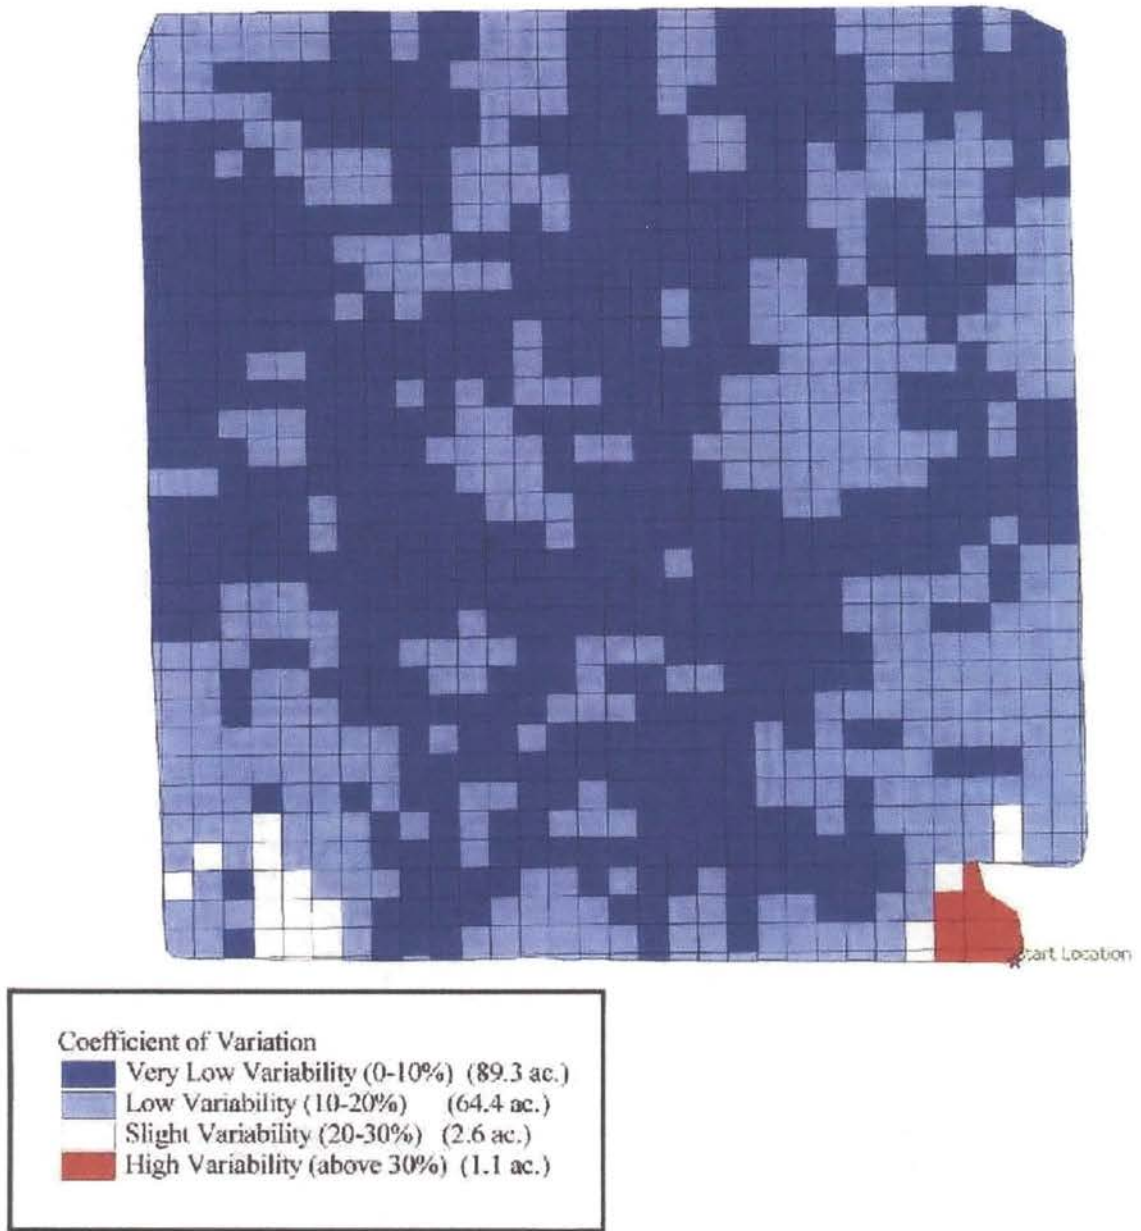 Start Location
Coefficient of Variation
Very Low Variability (0-10%) (89.3 ac.)
Low Variability (10-20%) (64.4 ac.)
Slight Variability (20-30%) (2.6 ac.)
High Variability (above 30%) (1.1 ac.)